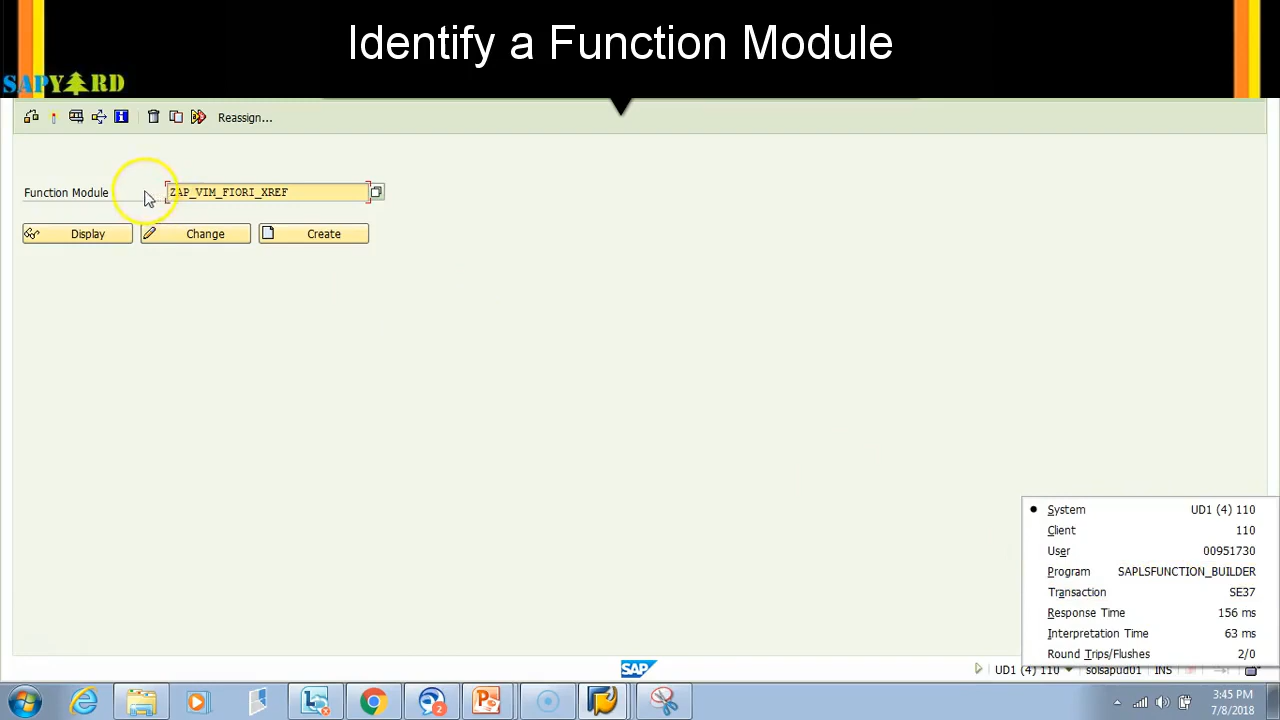 Identify a Function Module
SAPYARD
Reassign...
Function Module ZAP_VIM_FIORI_XREF
Display Change Create
System UD1 (4) 110
Client 110
User 00951730
Program SAPLSFUNCTION_BUILDER
Transaction SE37
Response Time 156 ms
Interpretation Time 63 ms
Round Trips/Flushes 2/0
SAP UD1 (4) 110 solsapud01 INS
2
3:45 PM
7/8/2018